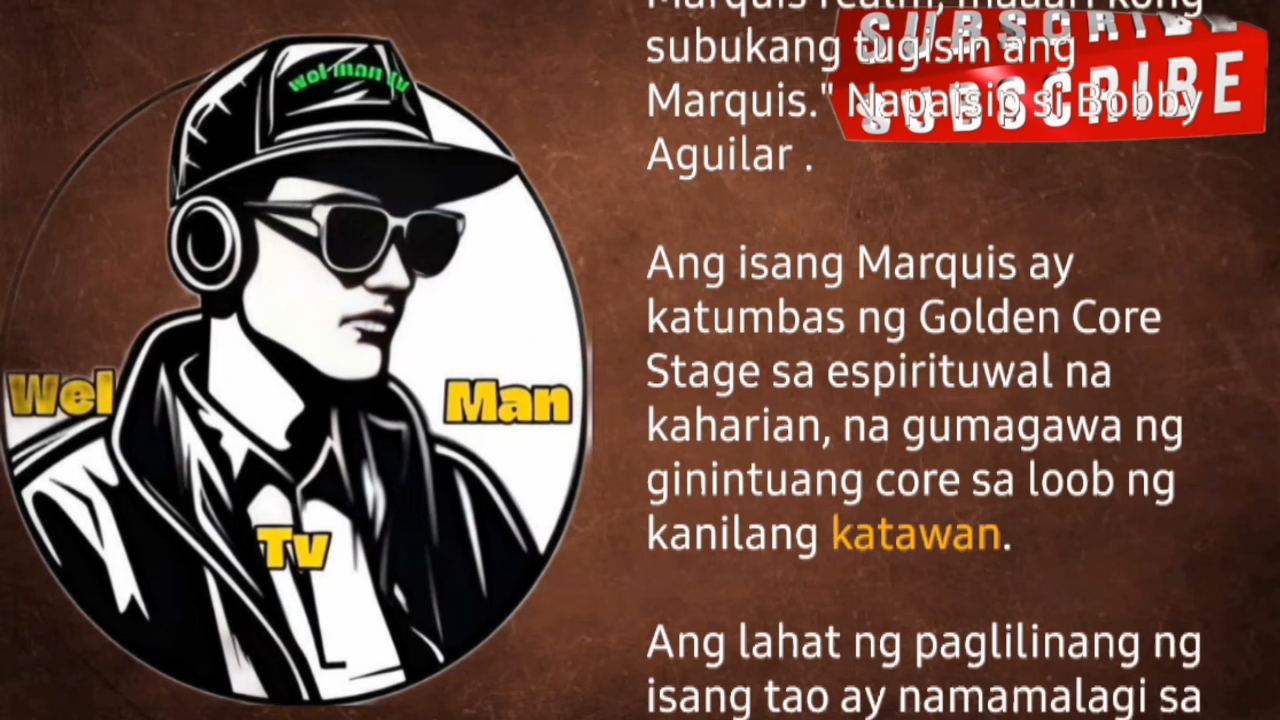 wel man tv
Wel
Man
Tv
SUBSCRIBE
SUBSCRIBE
Marquis realm, maaari kong
subukang tugisin ang
Marquis." Napaisip si Bobby
Aguilar .
Ang isang Marquis ay
katumbas ng Golden Core
Stage sa espirituwal na
kaharian, na gumagawa ng
ginintuang core sa loob ng
kanilang katawan.
Ang lahat ng paglilinang ng
isang tao ay namamalagi sa